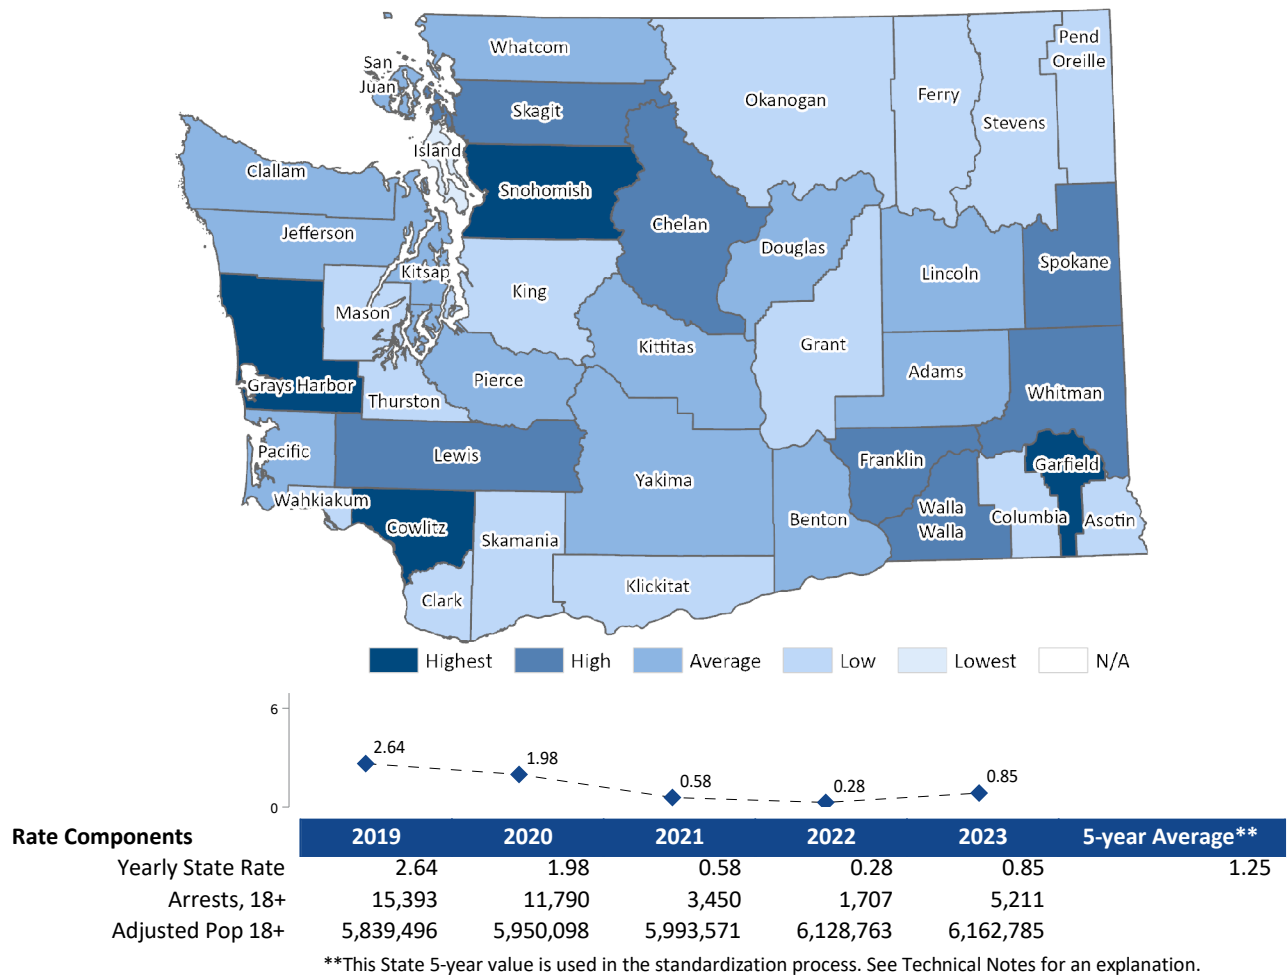 Whatcom
Pend
Oreille
San
Juan
Okanogan
Ferry
Stevens
Skagit
Island
Clallam
Snohomish
Chelan
Jefferson
Douglas
Kitsap
Lincoln
Spokane
King
Mason
Kittitas
Grant
Grays Harbor
Thurston
Pierce
Adams
Whitman
Pacific
Lewis
Yakima
Franklin
Garfield
Wahkiakum
Cowlitz
Skamania
Benton
Walla
Walla
Columbia
Asotin
Clark
Klickitat
Highest High Average Low Lowest N/A
6
2.64
1.98
0.58
0.28
0.85
0
Rate Components 2019 2020 2021 2022 2023 5-year Average**
Yearly State Rate 2.64 1.98 0.58 0.28 0.85 1.25
Arrests, 18+ 15,393 11,790 3,450 1,707 5,211
Adjusted Pop 18+ 5,839,496 5,950,098 5,993,571 6,128,763 6,162,785
**This State 5-year value is used in the standardization process. See Technical Notes for an explanation.